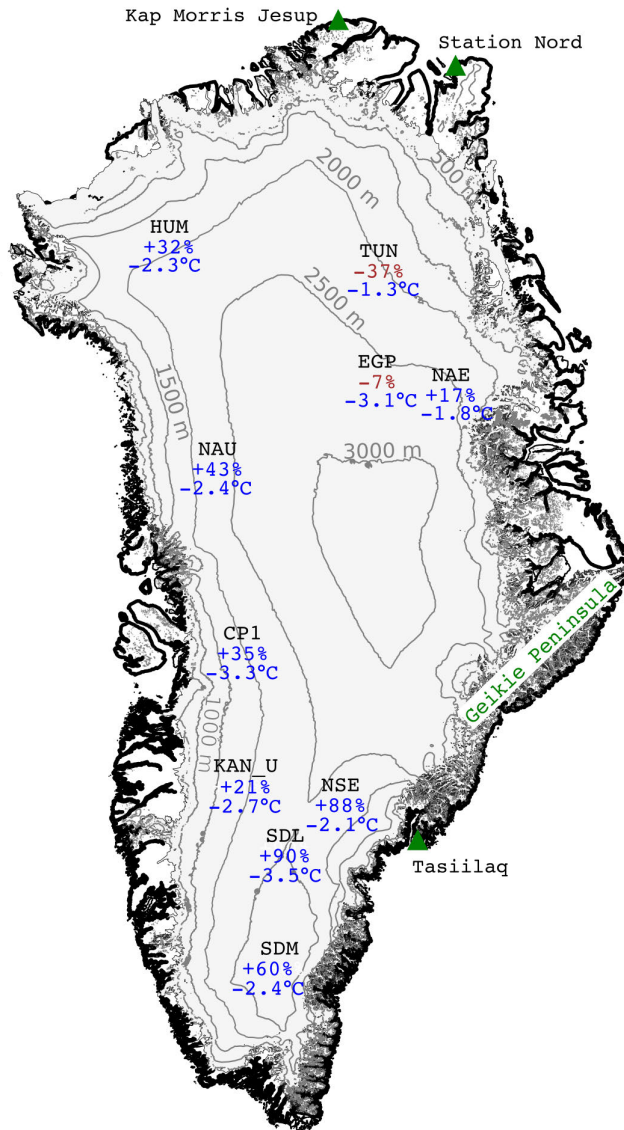 Kap Morris Jesup
Station Nord
2000 m
500 m
HUM
+32%
-2.3°C
TUN
-37%
-1.3°C
2500 m
1500 m
EGP
-7%
-3.1°C
NAE
+17%
-1.8°C
NAU
+43%
-2.4°C
3000 m
Geikie Peninsula
CP1
+35%
-3.3°C
1000 m
KAN_U
+21%
-2.7°C
NSE
+88%
-2.1°C
SDL
+90%
-3.5°C
Tasiilaq
SDM
+60%
-2.4°C